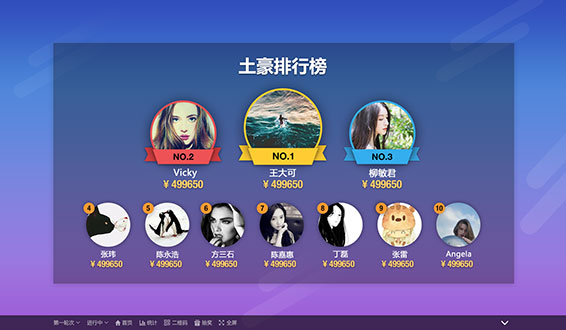 土豪排行榜
NO.2
NO.1
NO.3
Vicky
王大可
柳敏君
¥ 499650
¥ 499650
¥ 499650
4
5
6
7
8
9
10
张玮
陈永浩
方三石
陈嘉惠
丁磊
张雷
Angela
¥ 499650
¥ 499650
¥ 499650
¥ 499650
¥ 499650
¥ 499650
¥ 499650
第一轮次 进行中 首页 统计 二维码 抽奖 全屏